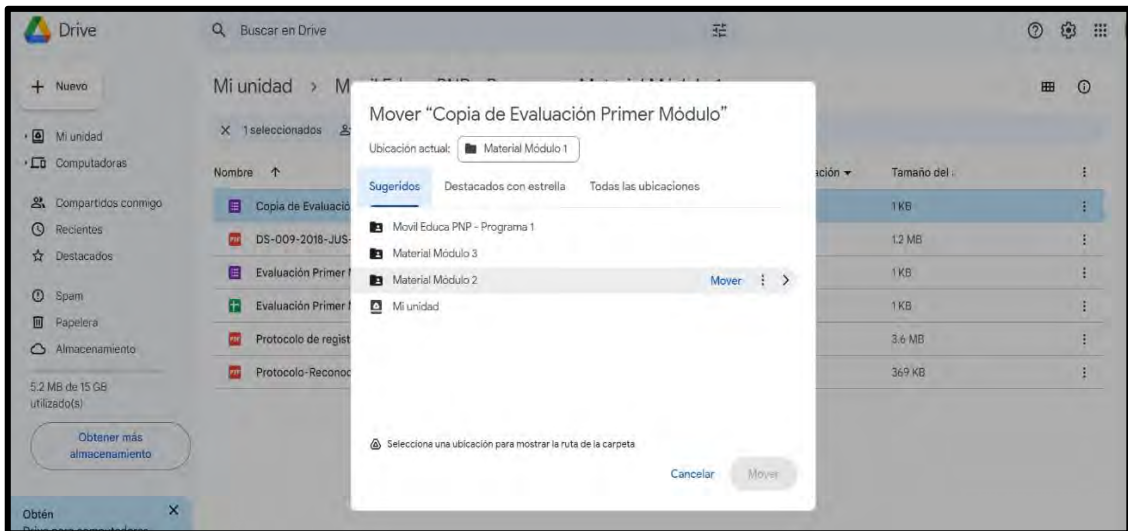 Drive
Buscar en Drive
Nuevo
Mi unidad > M
Mi unidad
Computadoras
Compartidos conmigo
Recientes
Destacados
Spam
Papelera
Almacenamiento
5.2 MB de 15 GB
utilizado(s)
Obtener más
almacenamiento
Obtén
1 seleccionados
Nombre
ación
Tamaño del
Copia de Evaluació
1 KB
DS-009-2018-JUS-
1.2 MB
Evaluación Primer
1 KB
Evaluación Primer
1 KB
Protocolo de regist
3.6 MB
Protocolo-Reconoc
369 KB
Mover “Copia de Evaluación Primer Módulo”
Ubicación actual: Material Módulo 1
Sugeridos Destacados con estrella Todas las ubicaciones
Movil Educa PNP - Programa 1
Material Módulo 3
Material Módulo 2 Mover
Mi unidad
Selecciona una ubicación para mostrar la ruta de la carpeta
Cancelar Mover